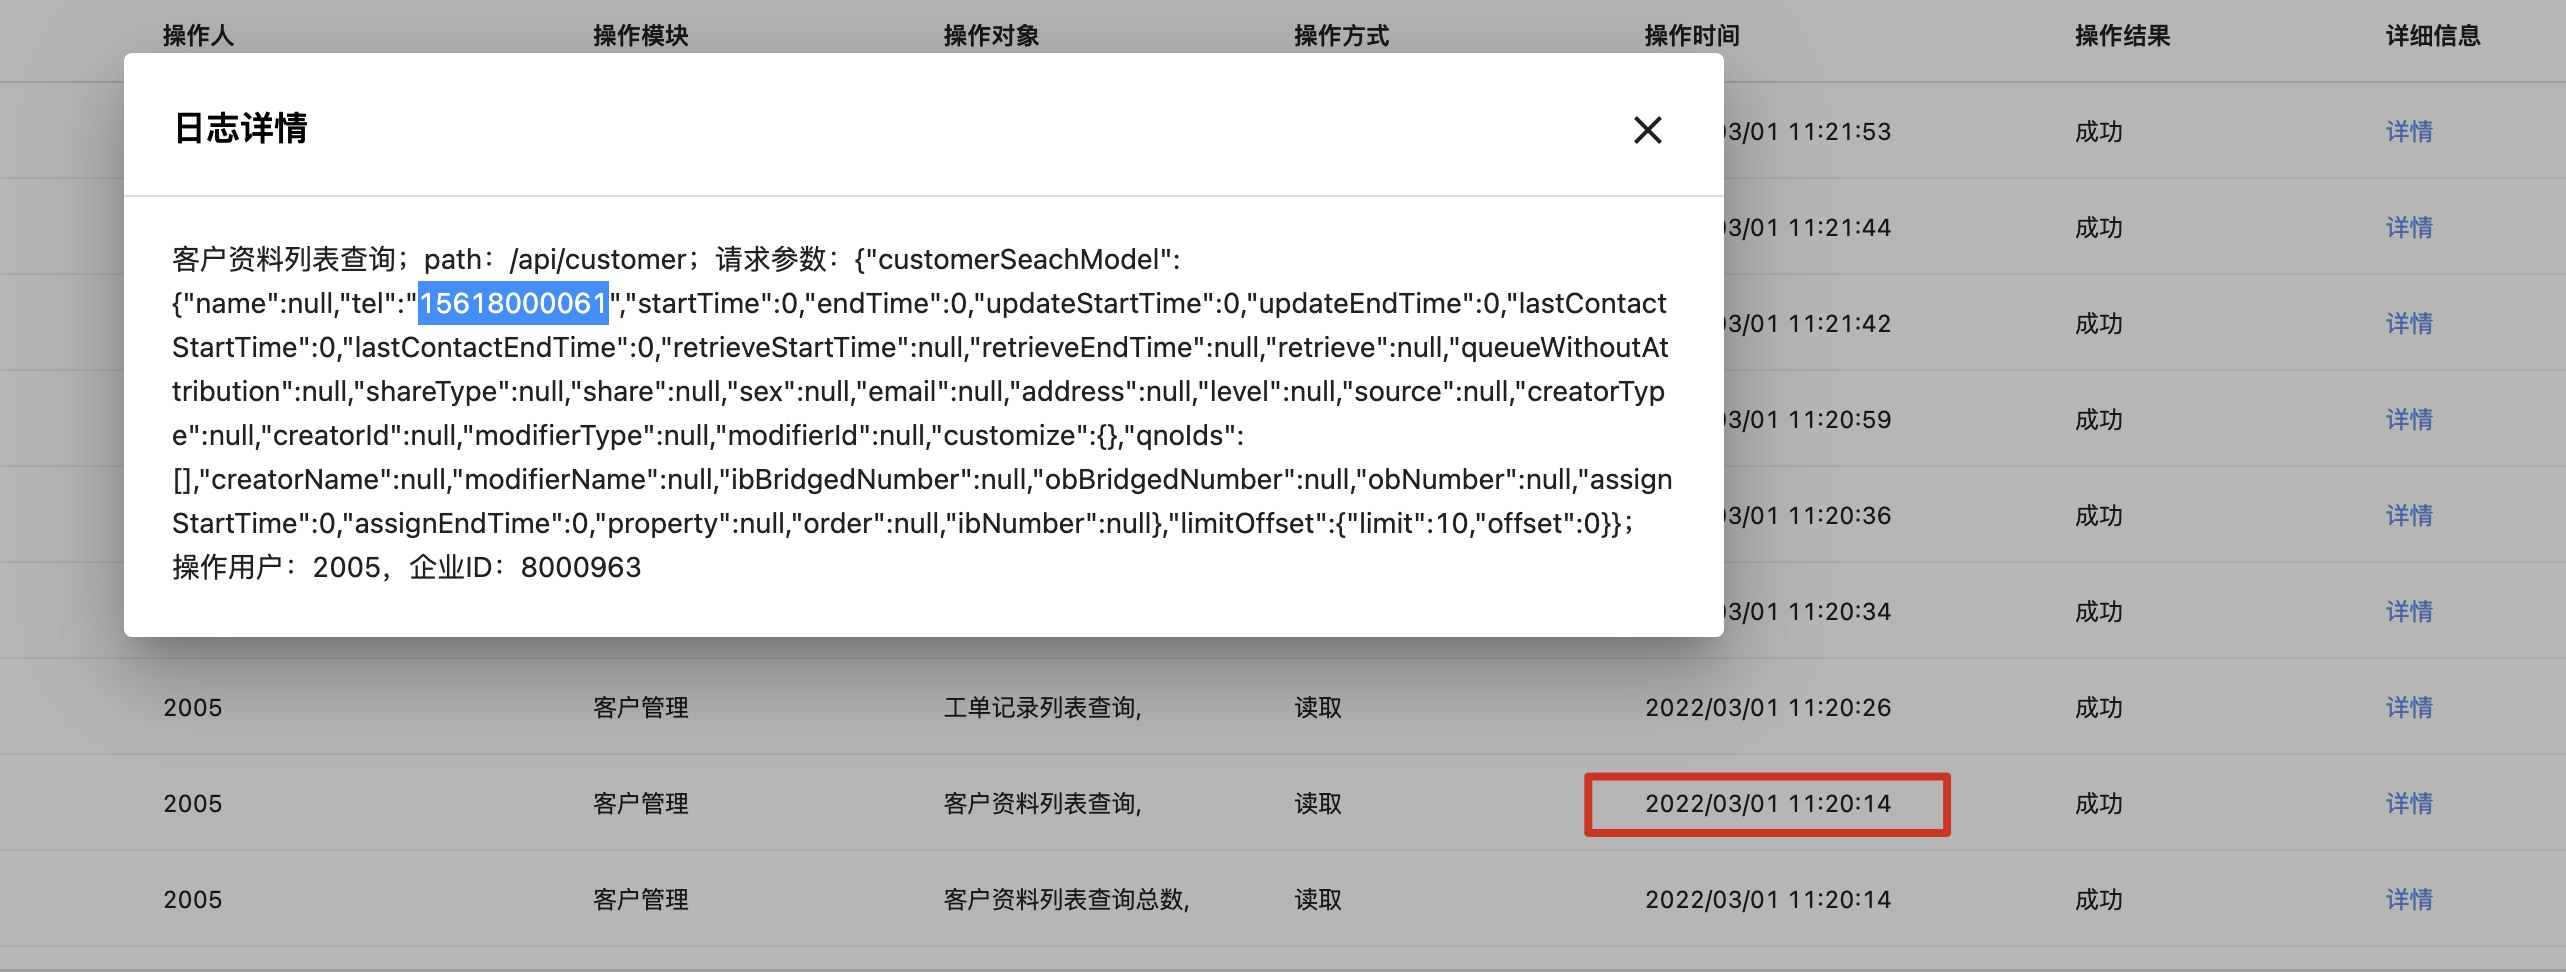 操作人 操作模块 操作对象 操作方式 操作时间 操作结果 详细信息
日志详情
客户资料列表查询；path：/api/customer；请求参数：{"customerSeachModel":
{"name":null,"tel":"15618000061","startTime":0,"endTime":0,"updateStartTime":0,"updateEndTime":0,"lastContact
StartTime":0,"lastContactEndTime":0,"retrieveStartTime":null,"retrieveEndTime":null,"retrieve":null,"queueWithoutAt
tribution":null,"shareType":null,"share":null,"sex":null,"email":null,"address":null,"level":null,"source":null,"creatorTyp
e":null,"creatorId":null,"modifierType":null,"modifierId":null,"customize":{},"qnoIds":
[],"creatorName":null,"modifierName":null,"ibBridgedNumber":null,"obBridgedNumber":null,"obNumber":null,"assign
StartTime":0,"assignEndTime":0,"property":null,"order":null,"ibNumber":null},"limitOffset":{"limit":10,"offset":0}}；
操作用户：2005，企业ID：8000963
3/01 11:21:53 成功 详情
3/01 11:21:44 成功 详情
3/01 11:21:42 成功 详情
3/01 11:20:59 成功 详情
3/01 11:20:36 成功 详情
3/01 11:20:34 成功 详情
2005 客户管理 工单记录列表查询, 读取 2022/03/01 11:20:26 成功 详情
2005 客户管理 客户资料列表查询, 读取 2022/03/01 11:20:14 成功 详情
2005 客户管理 客户资料列表查询总数, 读取 2022/03/01 11:20:14 成功 详情